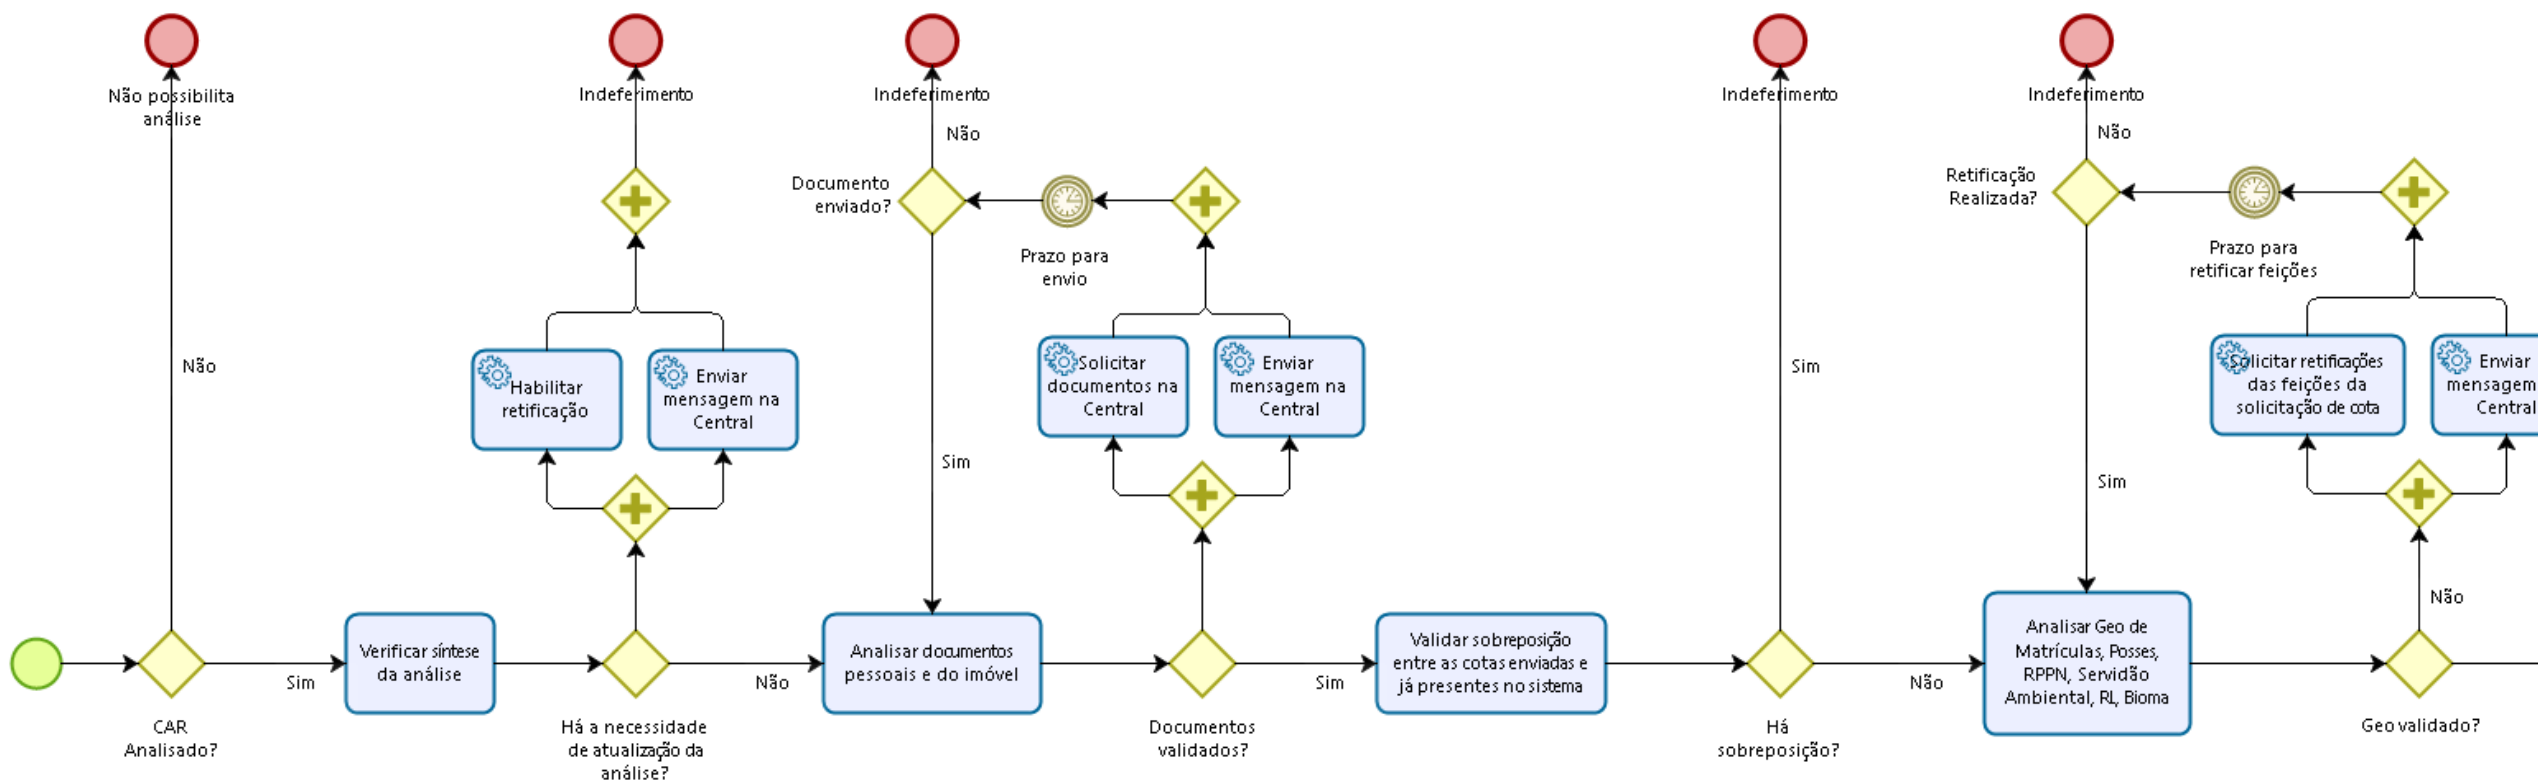 Não possibilita
análise
Indeferimento
Indeferimento
Indeferimento
Indeferimento
Não
Não
Documento
enviado?
Retificação
Realizada?
Prazo para
envio
Prazo para
retificar feições
Não
Habilitar
retificação
Enviar
mensagem na
Central
Solicitar
documentos na
Central
Enviar
mensagem na
Central
Sim
Solicitar retificações
das feições da
solicitação de cota
Enviar
mensagem
Central
Sim
Sim
Não
Verificar síntese
da análise
Analisar documentos
pessoais e do imóvel
Validar sobreposição
entre as cotas enviadas e
já presentes no sistema
Analisar Geo de
Matrículas, Posses,
RPPN, Servidão
Ambiental, RL, Bioma
Sim
Não
Sim
Não
CAR
Analisado?
Há a necessidade
de atualização da
análise?
Documentos
validados?
Há
sobreposição?
Geo validado?